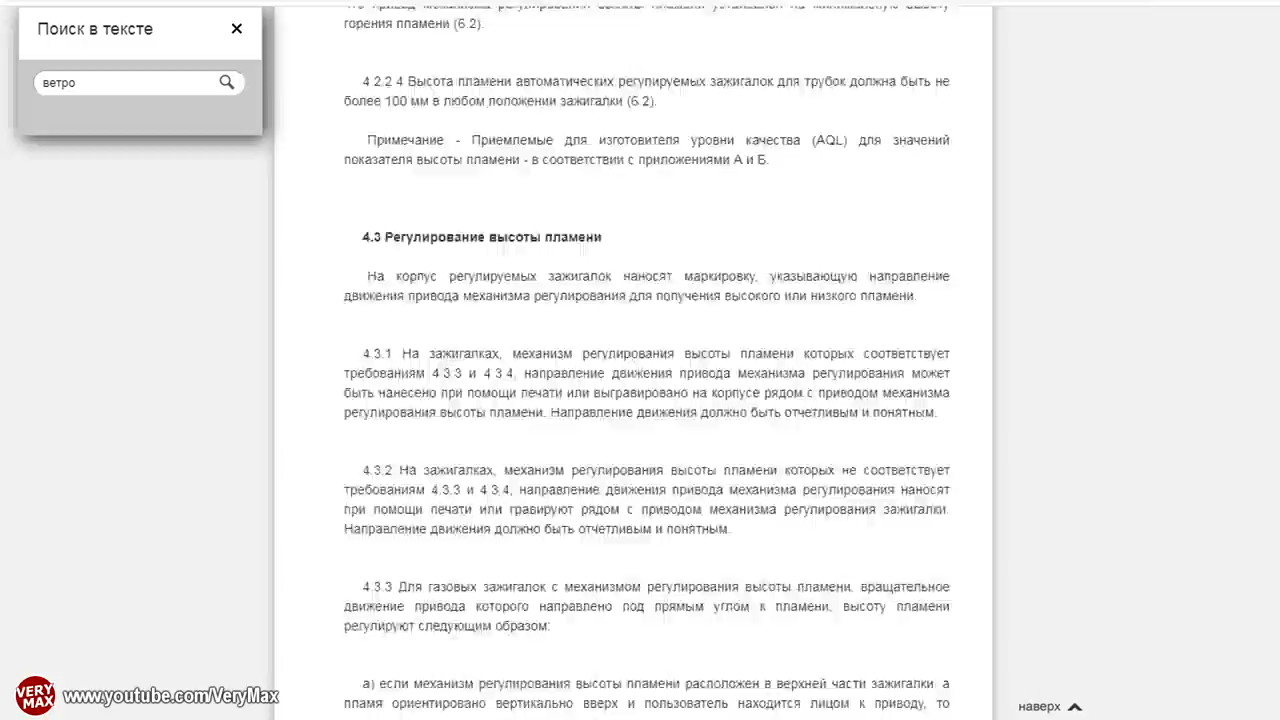 Поиск в тексте
ветро
горения пламени (6.2).
4.2.2.4 Высота пламени автоматических регулируемых зажигалок для трубок должна быть не
более 100 мм в любом положении зажигалки (6.2).
Примечание - Приемлемые для изготовителя уровни качества (AQL) для значений
показателя высоты пламени - в соответствии с приложениями А и Б.
4.3 Регулирование высоты пламени
На корпус регулируемых зажигалок наносят маркировку, указывающую направление
движения привода механизма регулирования для получения высокого или низкого пламени.
4.3.1 На зажигалках, механизм регулирования высоты пламени которых соответствует
требованиям 4.3.3 и 4.3.4, направление движения привода механизма регулирования может
быть нанесено при помощи печати или выгравировано на корпусе рядом с приводом механизма
регулирования высоты пламени. Направление движения должно быть отчетливым и понятным.
4.3.2 На зажигалках, механизм регулирования высоты пламени которых не соответствует
требованиям 4.3.3 и 4.3.4, направление движения привода механизма регулирования наносят
при помощи печати или гравируют рядом с приводом механизма регулирования зажигалки.
Направление движения должно быть отчетливым и понятным.
4.3.3 Для газовых зажигалок с механизмом регулирования высоты пламени, вращательное
движение привода которого направлено под прямым углом к пламени, высоту пламени
регулируют следующим образом:
а) если механизм регулирования высоты пламени расположен в верхней части зажигалки, а
пламя ориентировано вертикально вверх и пользователь находится лицом к приводу, то
VERY MAX
www.youtube.com/VeryMax
наверх